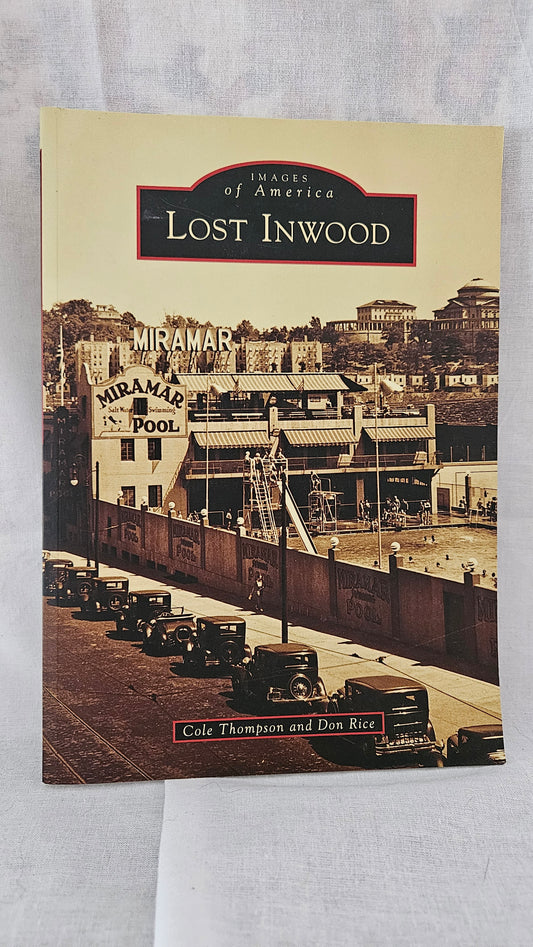 IMAGES
of America
LOST INWOOD
MIRAMAR
MIRAMAR
Salt Water Swimming
POOL
MIRAMAR
POOL
MIRAMAR
POOL
Cole Thompson and Don Rice